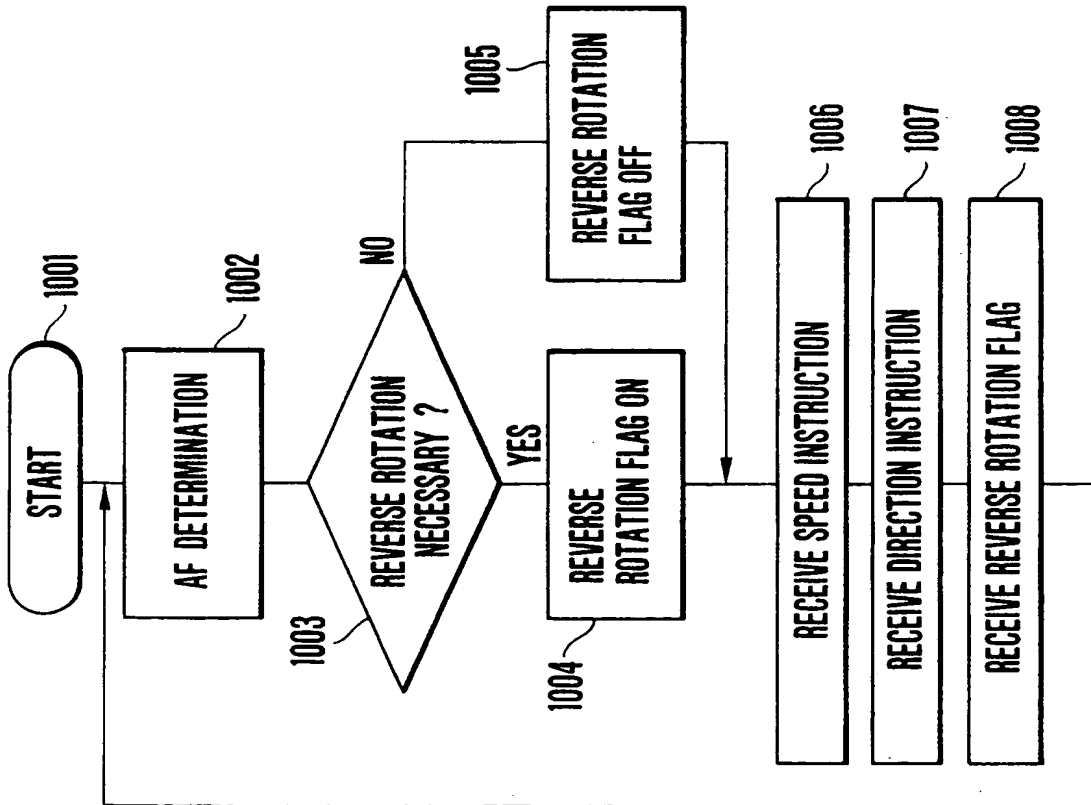 START
1001
AF DETERMINATION
1002
REVERSE ROTATION
NECESSARY ?
1003
NO
YES
REVERSE
ROTATION FLAG ON
1004
REVERSE ROTATION
FLAG OFF
1005
RECEIVE SPEED INSTRUCTION
1006
RECEIVE DIRECTION INSTRUCTION
1007
RECEIVE REVERSE ROTATION FLAG
1008